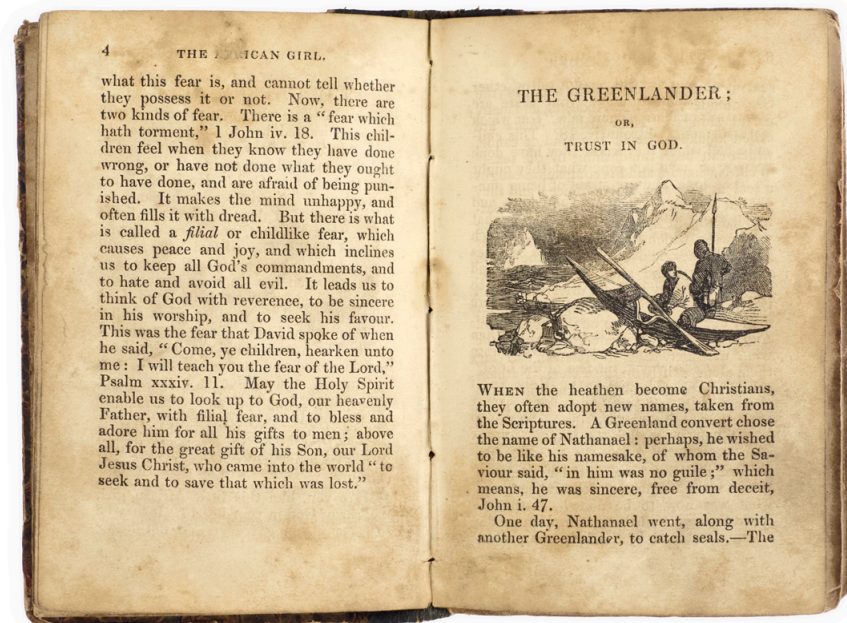 4 THE AFRICAN GIRL.
what this fear is, and cannot tell whether
they possess it or not. Now, there are
two kinds of fear. There is a “ fear which
hath torment,” 1 John iv. 18. This chil-
dren feel when they know they have done
wrong, or have not done what they ought
to have done, and are afraid of being pun-
ished. It makes the mind unhappy, and
often fills it with dread. But there is what
is called a filial or childlike fear, which
causes peace and joy, and which inclines
us to keep all God’s commandments, and
to hate and avoid all evil. It leads us to
think of God with reverence, to be sincere
in his worship, and to seek his favour.
This was the fear that David spoke of when
he said, “ Come, ye children, hearken unto
me : I will teach you the fear of the Lord,”
Psalm xxxiv. 11. May the Holy Spirit
enable us to look up to God, our heavenly
Father, with filial fear, and to bless and
adore him for all his gifts to men ; above
all, for the great gift of his Son, our Lord
Jesus Christ, who came into the world “ to
seek and to save that which was lost.”
THE GREENLANDER ;
OR,
TRUST IN GOD.
WHEN the heathen become Christians,
they often adopt new names, taken from
the Scriptures. A Greenland convert chose
the name of Nathanael : perhaps, he wished
to be like his namesake, of whom the Sa-
viour said, “ in him was no guile ;” which
means, he was sincere, free from deceit,
John i. 47.
One day, Nathanael went, along with
another Greenlander, to catch seals.—The